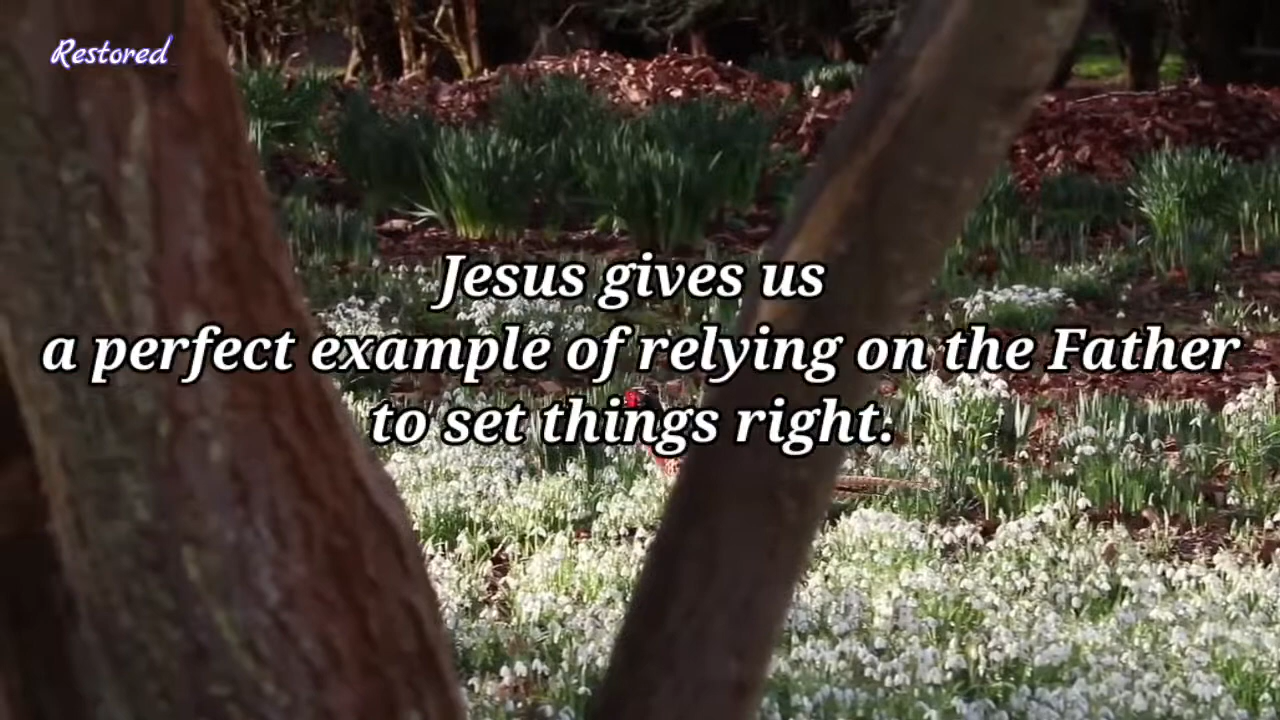 Restored
Jesus gives us
a perfect example of relying on the Father
to set things right.